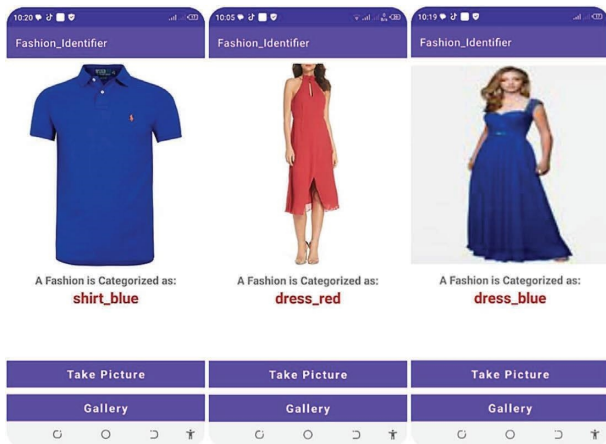 10:20
Fashion_Identifier
A Fashion is Categorized as:
shirt_blue
Take Picture
Gallery
10:05
Fashion_Identifier
A Fashion is Categorized as:
dress_red
Take Picture
Gallery
10:19
Fashion_Identifier
A Fashion is Categorized as:
dress_blue
Take Picture
Gallery